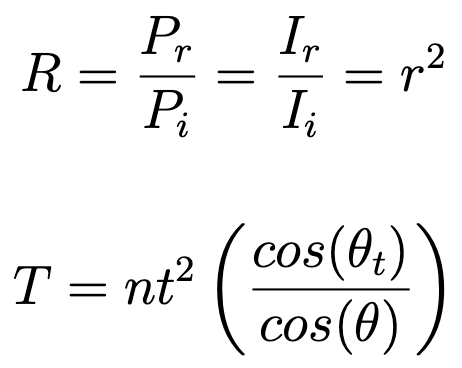 R = P_r / P_i = I_r / I_i = r^2
T = nt^2 ( cos(θ_t) / cos(θ) )